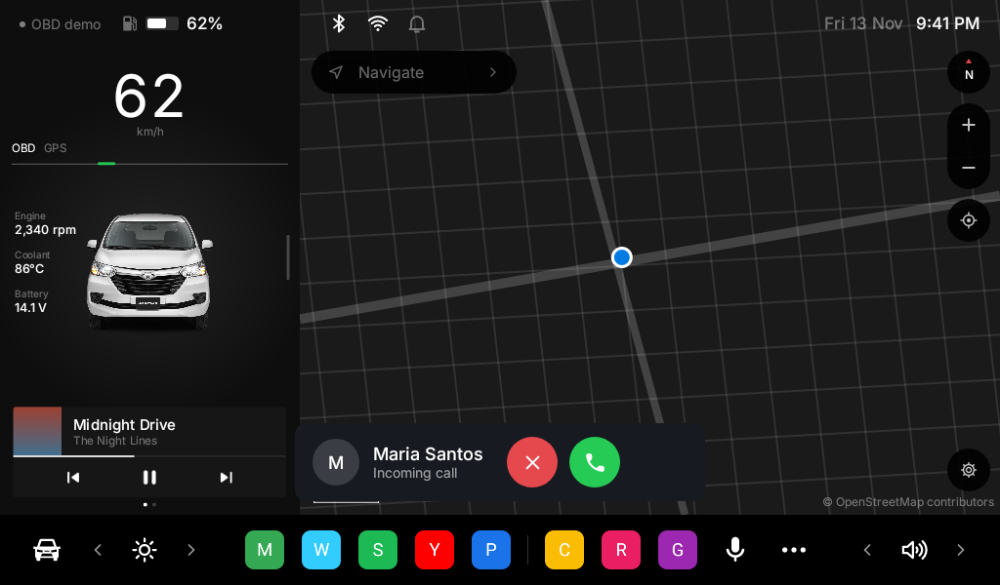 OBD demo
62%
Fri 13 Nov 9:41 PM
62
km/h
OBD GPS
Navigate
N
Engine
2,340 rpm
Coolant
86°C
Battery
14.1 V
Midnight Drive
The Night Lines
M
Maria Santos
Incoming call
© OpenStreetMap contributors
M W S Y P C R G